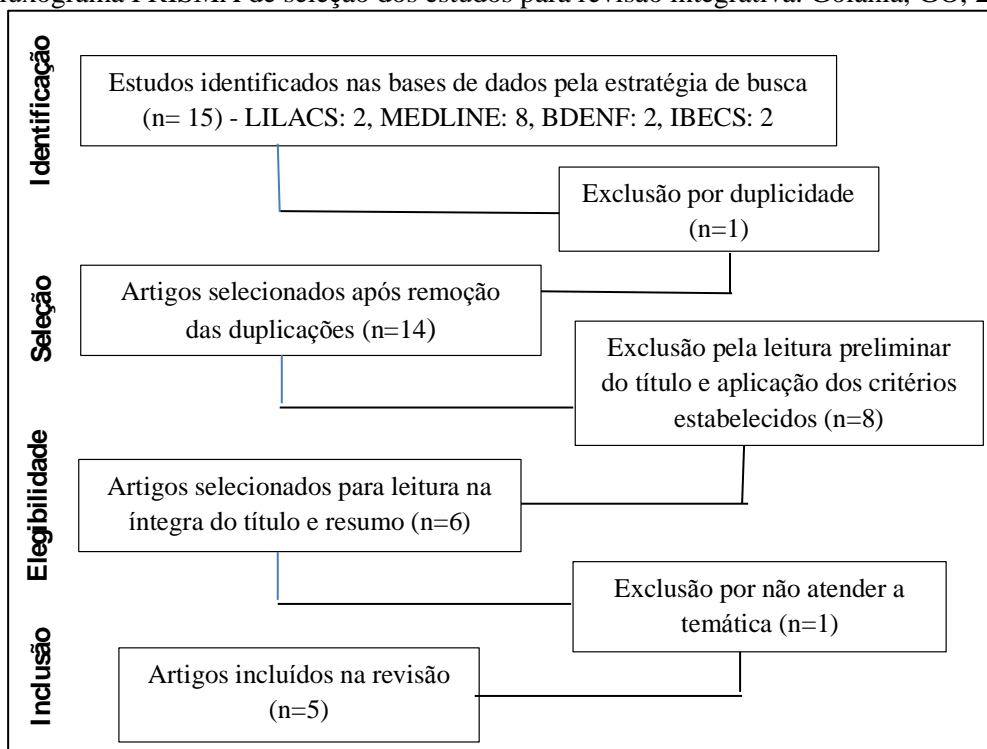 PRISMA de seleção dos estudos para revisão integrativa. Goiânia, GO, 2
Identificação
Estudos identificados nas bases de dados pela estratégia de busca
(n= 15) - LILACS: 2, MEDLINE: 8, BDENF: 2, IBECS: 2
Exclusão por duplicidade
(n=1)
Seleção
Artigos selecionados após remoção
das duplicações (n=14)
Exclusão pela leitura preliminar
do título e aplicação dos critérios
estabelecidos (n=8)
Elegibilidade
Artigos selecionados para leitura na
íntegra do título e resumo (n=6)
Exclusão por não atender a
temática (n=1)
Inclusão
Artigos incluídos na revisão
(n=5)